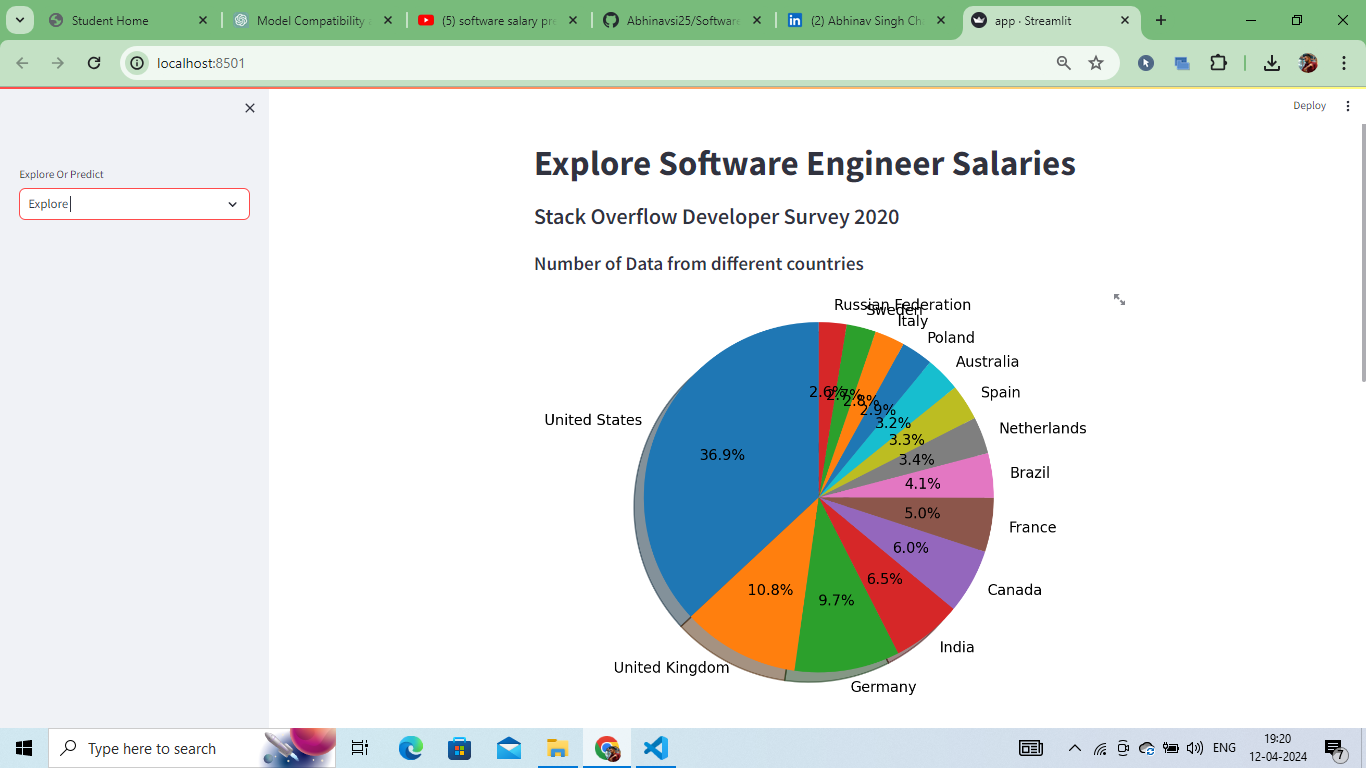 Student Home
Model Compatibility a
(5) software salary pre
Abhinavsi25/Software
(2) Abhinav Singh Ch
app · Streamlit
localhost:8501
Deploy
Explore Or Predict
Explore
Explore Software Engineer Salaries
Stack Overflow Developer Survey 2020
Number of Data from different countries
Russian Federation
Sweden
Italy
Poland
Australia
Spain
Netherlands
Brazil
France
Canada
India
Germany
United Kingdom
United States
2.6%
2.7%
2.8%
2.9%
3.2%
3.3%
3.4%
4.1%
5.0%
6.0%
6.5%
9.7%
10.8%
36.9%
Type here to search
ENG
19:20
12-04-2024
7